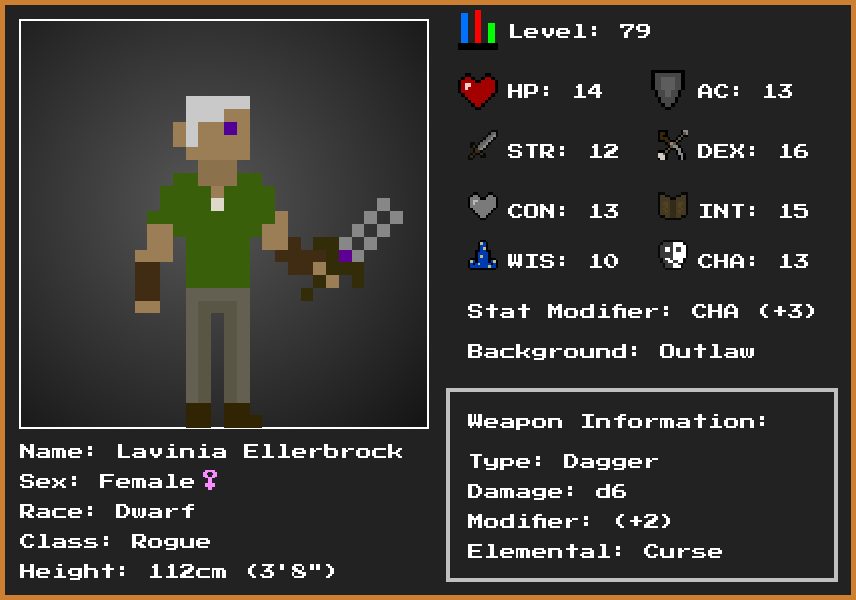 Level: 79
HP: 14 AC: 13
STR: 12 DEX: 16
CON: 13 INT: 15
WIS: 10 CHA: 13
Stat Modifier: CHA (+3)
Background: Outlaw
Weapon Information:
Type: Dagger
Damage: d6
Modifier: (+2)
Elemental: Curse
Name: Lavinia Ellerbrock
Sex: Female♀
Race: Dwarf
Class: Rogue
Height: 112cm (3'8")